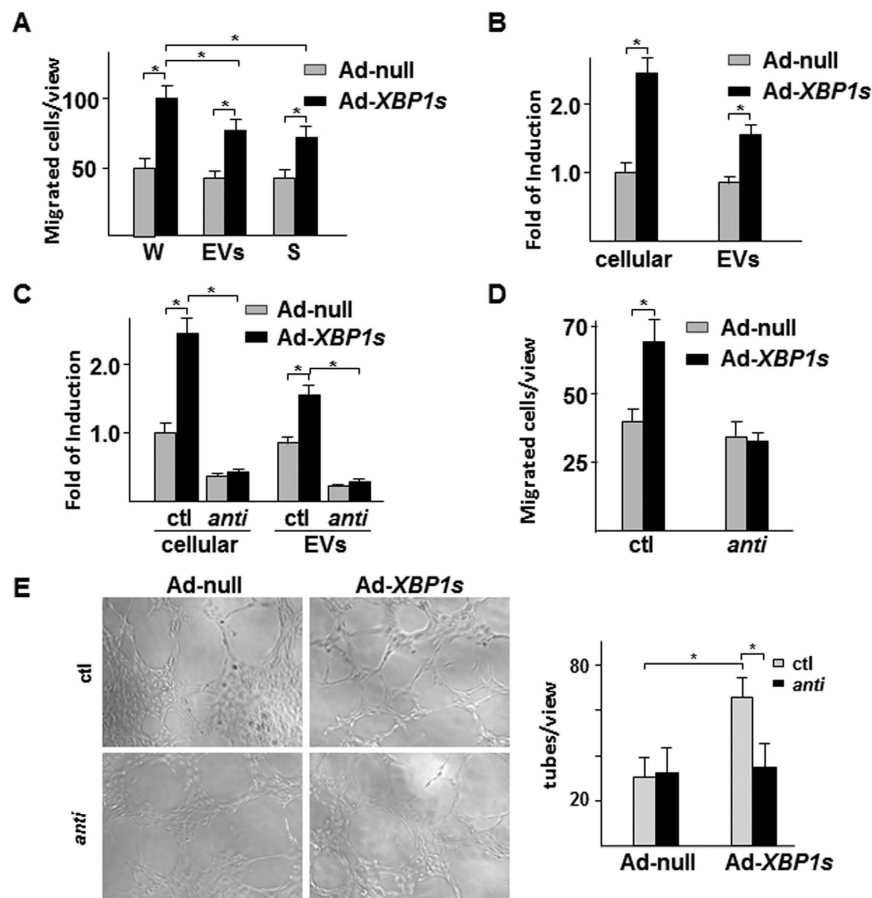 A
Migrated cells/view
100
50
*
*
*
*
*
Ad-null
Ad-XBP1s
W EVs S
B
Fold of Induction
2.0
1.0
*
*
Ad-null
Ad-XBP1s
cellular EVs
C
Fold of Induction
2.0
1.0
*
*
*
*
Ad-null
Ad-XBP1s
ctl anti ctl anti
cellular EVs
D
Migrated cells/view
70
50
25
*
Ad-null
Ad-XBP1s
ctl anti
E
Ad-null Ad-XBP1s
ctl
anti
tubes/view
80
20
*
*
ctl
anti
Ad-null Ad-XBP1s